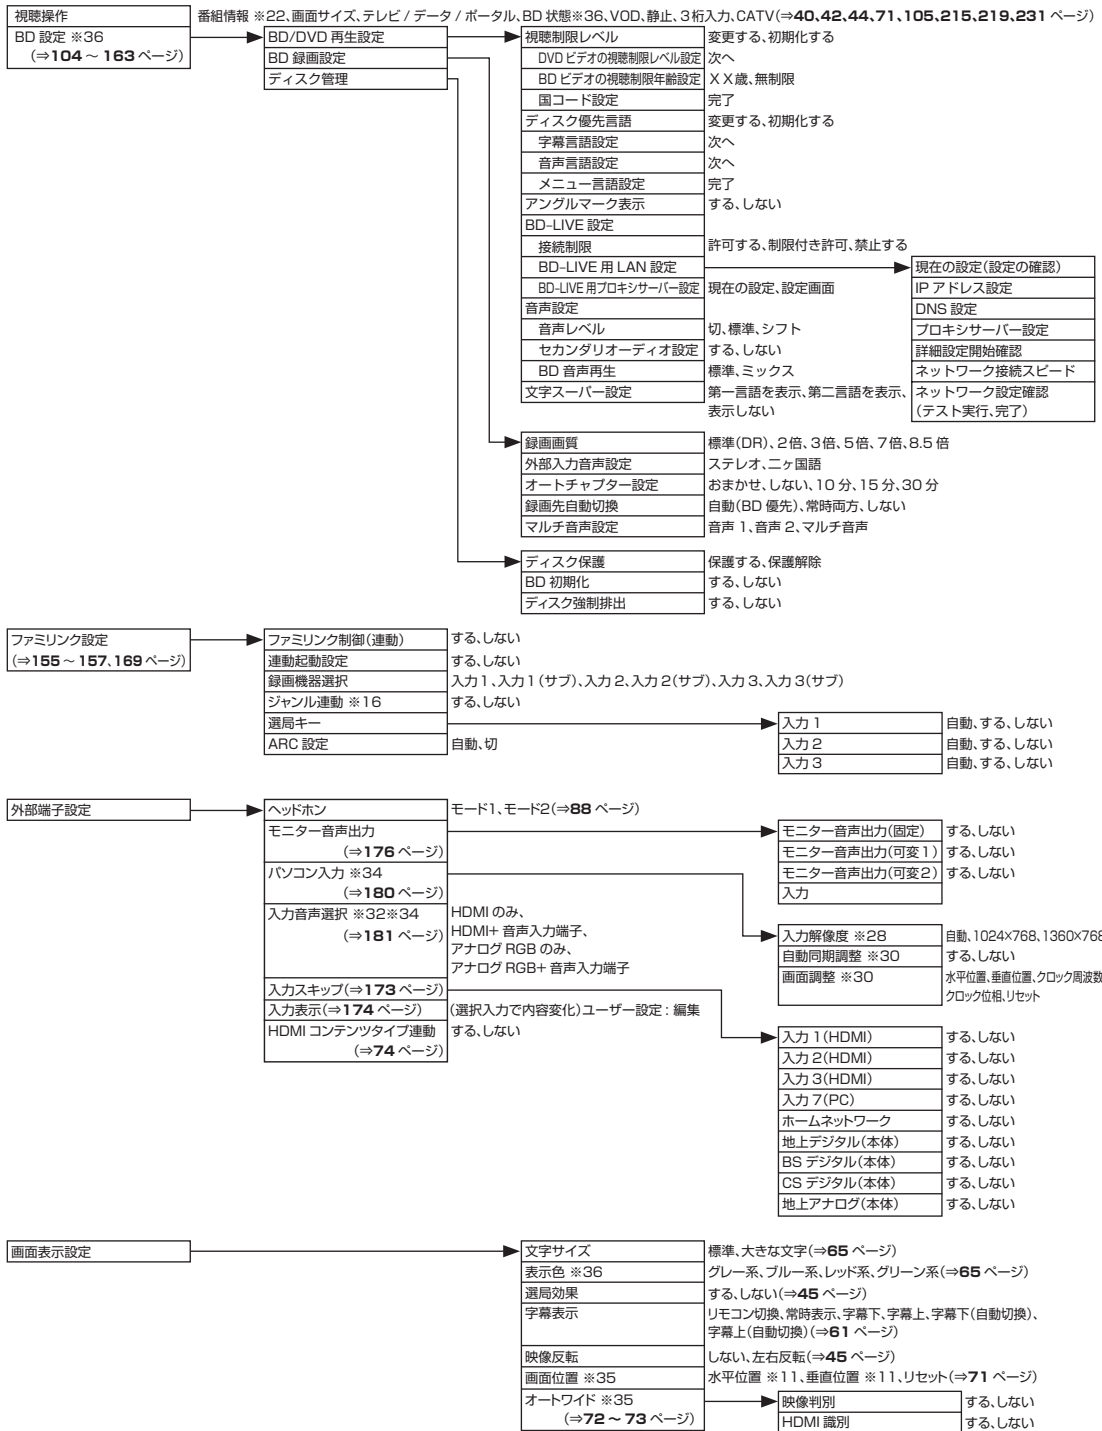 視聴操作 番組情報 ※22、画面サイズ、テレビ / データ / ポータル、BD 状態※36、VOD、静止、3桁入力、CATV(⇒40、42、44、71、105、215、219、231 ページ)
BD 設定 ※36
(⇒104 ~ 163 ページ)
BD/DVD 再生設定
BD 録画設定
ディスク管理
視聴制限レベル 変更する、初期化する
DVD ビデオの視聴制限レベル設定 次へ
BD ビデオの視聴制限年齢設定 XX歳、無制限
国コード設定 完了
ディスク優先言語 変更する、初期化する
字幕言語設定 次へ
音声言語設定 次へ
メニュー言語設定 完了
アングルマーク表示 する、しない
BD-LIVE 設定
接続制限 許可する、制限付き許可、禁止する
BD-LIVE 用 LAN 設定
BD-LIVE 用プロキシサーバー設定 現在の設定、設定画面
音声設定
音声レベル 切、標準、シフト
セカンダリオーディオ設定 する、しない
BD 音声再生 標準、ミックス
文字スーパー設定 第一言語を表示、第二言語を表示、
表示しない
現在の設定(設定の確認)
IP アドレス設定
DNS 設定
プロキシサーバー設定
詳細設定開始確認
ネットワーク接続スピード
ネットワーク設定確認
(テスト実行、完了)
録画画質 標準(DR)、2倍、3倍、5倍、7倍、8.5 倍
外部入力音声設定 ステレオ、二ヶ国語
オートチャプター設定 おまかせ、しない、10 分、15 分、30 分
録画先自動切換 自動(BD 優先)、常時両方、しない
マルチ音声設定 音声 1、音声 2、マルチ音声
ディスク保護 保護する、保護解除
BD 初期化 する、しない
ディスク強制排出 する、しない
ファミリンク設定
(⇒155 ~ 157、169 ページ)
ファミリンク制御(連動) する、しない
連動起動設定 する、しない
録画機器選択 入力 1、入力 1(サブ)、入力 2、入力 2(サブ)、入力 3、入力 3(サブ)
ジャンル連動 ※16 する、しない
選局キー
ARC 設定 自動、切
入力 1 自動、する、しない
入力 2 自動、する、しない
入力 3 自動、する、しない
外部端子設定
ヘッドホン モード1、モード2(⇒88 ページ)
モニター音声出力
(⇒176 ページ)
パソコン入力 ※34
(⇒180 ページ)
入力音声選択 ※32※34
(⇒181 ページ)
HDMI のみ、
HDMI+ 音声入力端子、
アナログ RGB のみ、
アナログ RGB+ 音声入力端子
入力スキップ(⇒173 ページ)
入力表示(⇒174 ページ) (選択入力で内容変化)ユーザー設定 : 編集
HDMI コンテンツタイプ連動 する、しない
(⇒74 ページ)
モニター音声出力(固定) する、しない
モニター音声出力(可変1) する、しない
モニター音声出力(可変2) する、しない
入力
入力解像度 ※28 自動、1024×768、1360×768
自動同期調整 ※30 する、しない
画面調整 ※30 水平位置、垂直位置、クロック周波数
クロック位相、リセット
入力 1(HDMI) する、しない
入力 2(HDMI) する、しない
入力 3(HDMI) する、しない
入力 7(PC) する、しない
ホームネットワーク する、しない
地上デジタル(本体) する、しない
BS デジタル(本体) する、しない
CS デジタル(本体) する、しない
地上アナログ(本体) する、しない
画面表示設定
文字サイズ 標準、大きな文字(⇒65 ページ)
表示色 ※36 グレー系、ブルー系、レッド系、グリーン系(⇒65 ページ)
選局効果 する、しない(⇒45 ページ)
字幕表示 リモコン切換、常時表示、字幕下、字幕上、字幕下(自動切換)、
字幕上(自動切換)(⇒61 ページ)
映像反転 しない、左右反転(⇒45 ページ)
画面位置 ※35 水平位置 ※11、垂直位置 ※11、リセット(⇒71 ページ)
オートワイド ※35
(⇒72 ~ 73 ページ)
映像判別 する、しない
HDMI 識別 する、しない